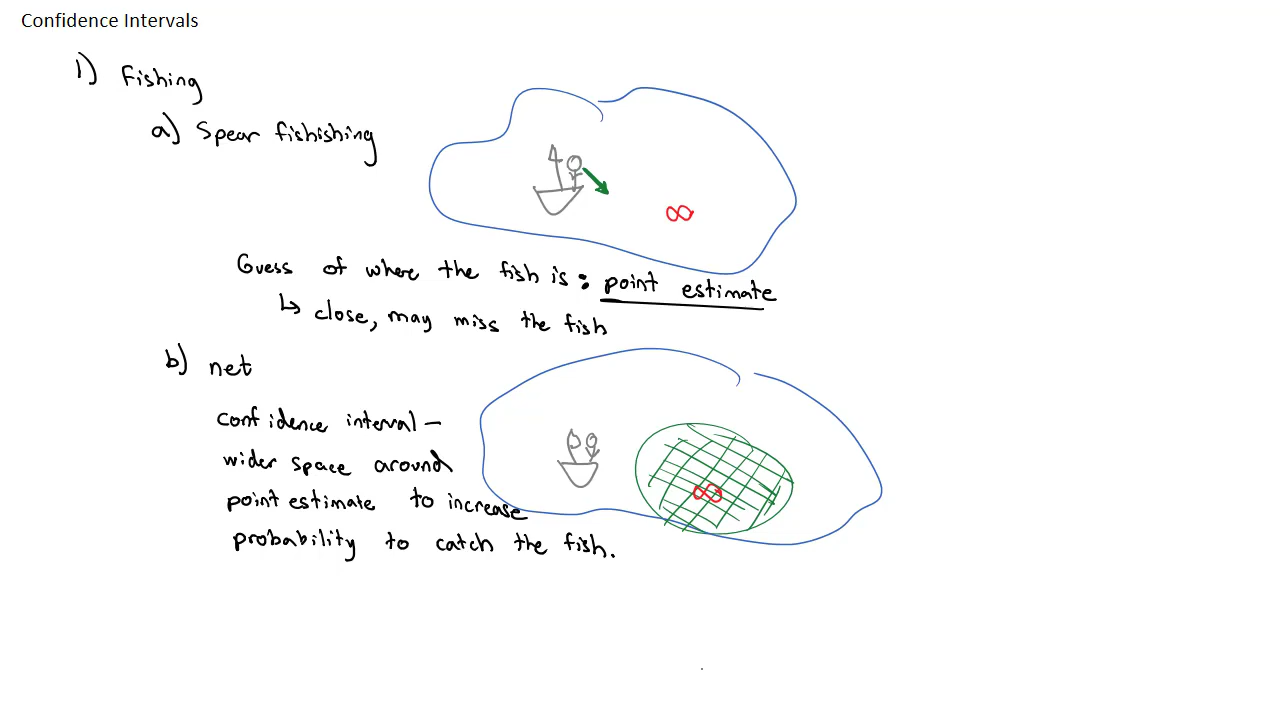 Confidence Intervals
1) Fishing
a) Spear fishishing
Guess of where the fish is: point estimate
↳ close, may miss the fish
b) net
confidence interval –
wider space around
point estimate to increase
probability to catch the fish.